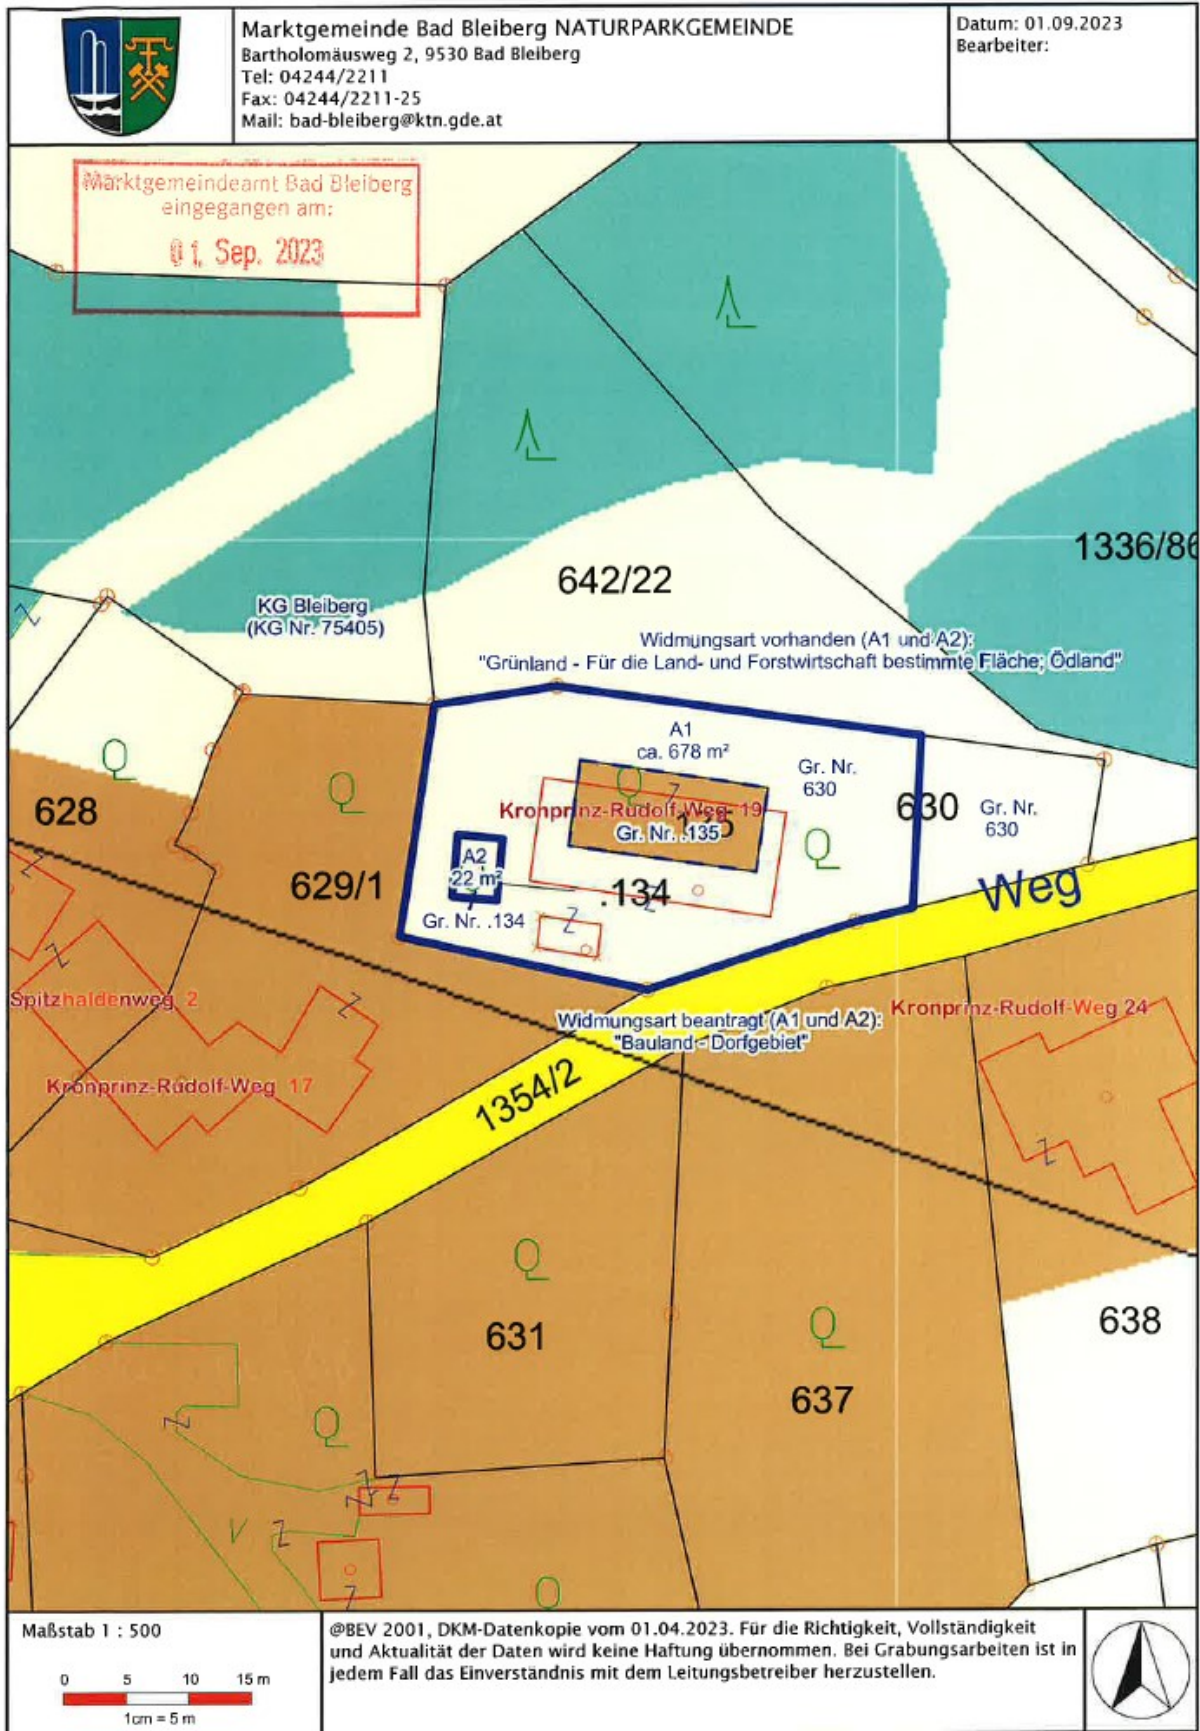 Marktgemeinde Bad Bleiberg NATURPARKGEMEINDE
Bartholomäusweg 2, 9530 Bad Bleiberg
Tel: 04244/2211
Fax: 04244/2211-25
Mail: bad-bleiberg@ktn.gde.at
Datum: 01.09.2023
Bearbeiter:
Marktgemeindeamt Bad Bleiberg
eingegangen am:
01. Sep. 2023
1336/86
642/22
KG Bleiberg
(KG Nr. 75405)
Widmungsart vorhanden (A1 und A2):
"Grünland - Für die Land- und Forstwirtschaft bestimmte Fläche; Ödland"
A1
ca. 678 m²
Gr. Nr.
630
628
Kronprinz-Rudolf-Weg 19
.135
Gr. Nr. .135
630
Gr. Nr.
630
A2
22 m²
629/1
.134
Weg
Gr. Nr. .134
Spitzhaldenweg 2
Widmungsart beantragt (A1 und A2):
"Bauland - Dorfgebiet"
Kronprinz-Rudolf-Weg 24
Kronprinz-Rudolf-Weg 17
1354/2
631
638
637
Maßstab 1 : 500
0 5 10 15 m
1cm = 5 m
@BEV 2001, DKM-Datenkopie vom 01.04.2023. Für die Richtigkeit, Vollständigkeit
und Aktualität der Daten wird keine Haftung übernommen. Bei Grabungsarbeiten ist in
jedem Fall das Einverständnis mit dem Leitungsbetreiber herzustellen.